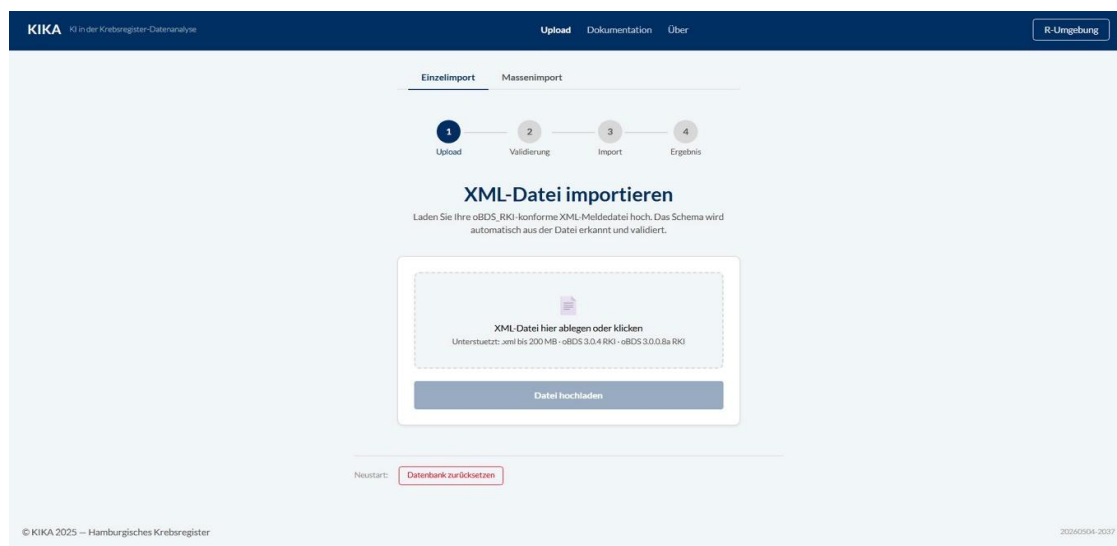 KIKA KI in der Krebsregister-Datenanalyse Upload Dokumentation Über R-Umgebung
Einzelimport Massenimport
1 2 3 4
Upload Validierung Import Ergebnis
XML-Datei importieren
Laden Sie Ihre oBDS_RKI-konforme XML-Meldedatei hoch. Das Schema wird
automatisch aus der Datei erkannt und validiert.
XML-Datei hier ablegen oder klicken
Unterstuetzt: .xml bis 200 MB - oBDS 3.0.4 RKI - oBDS 3.0.0.8a RKI
Datei hochladen
Neustart: Datenbank zurücksetzen
© KIKA 2025 — Hamburgisches Krebsregister 20260504-2037